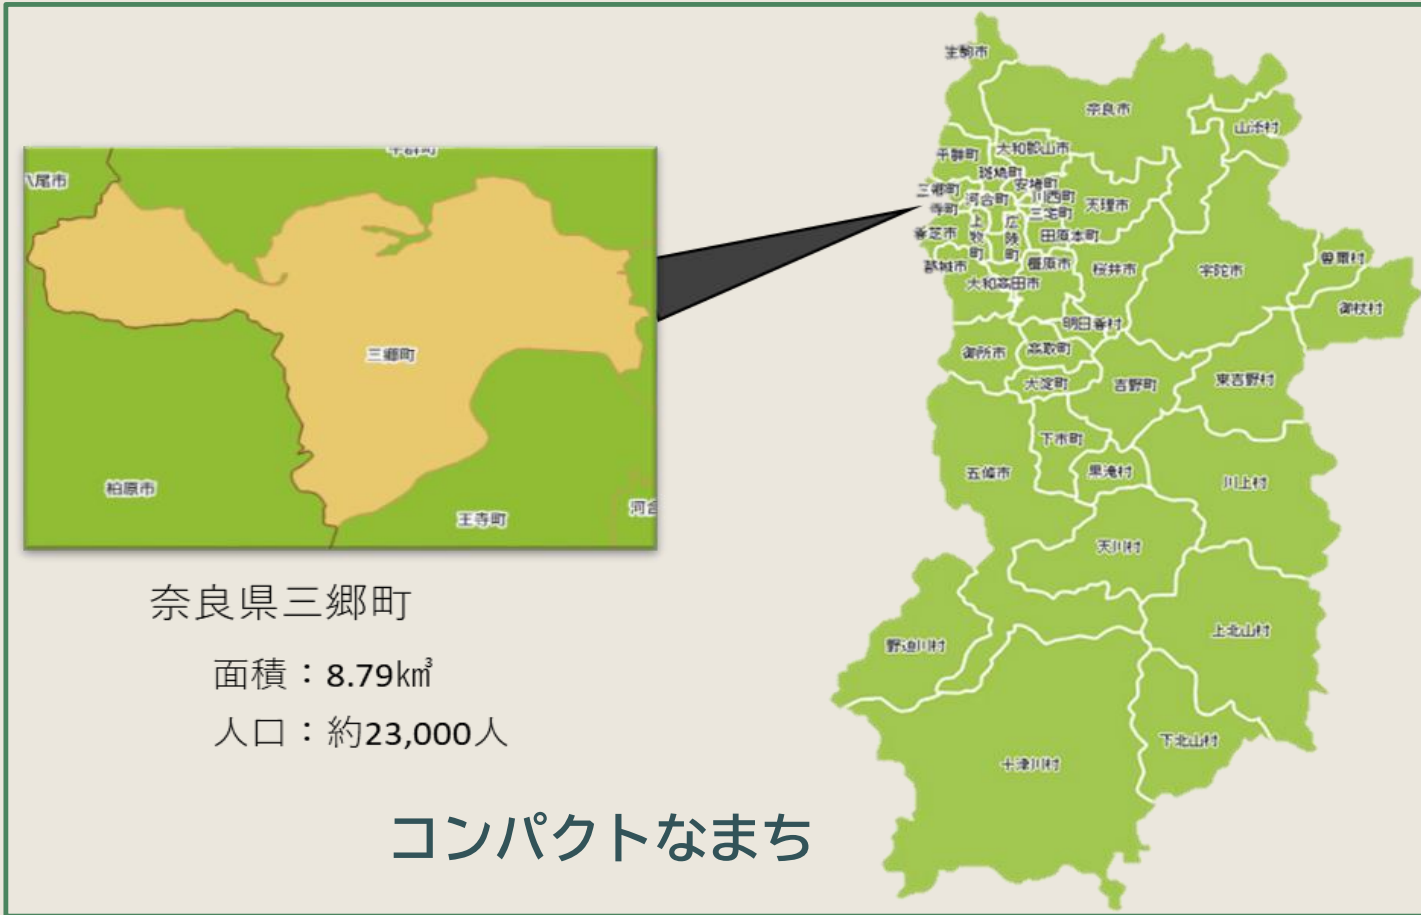 八尾市
平群町
三郷町
柏原市
王寺町
奈良県三郷町
面積：8.79k㎥
人口：約23,000人
コンパクトなまち
生駒市
奈良市
山添村
平群町
大和郡山市
斑鳩町
安堵町
三郷町
河合町
川西町
天理市
寺町
三宅町
香芝市
上牧町
広陵町
田原本町
葛城市
橿原市
桜井市
宇陀市
曽爾村
大和高田市
御杖村
明日香村
御所市
高取町
大淀町
吉野町
東吉野村
下市町
五條市
黒滝村
川上村
天川村
野迫川村
上北山村
下北山村
十津川村